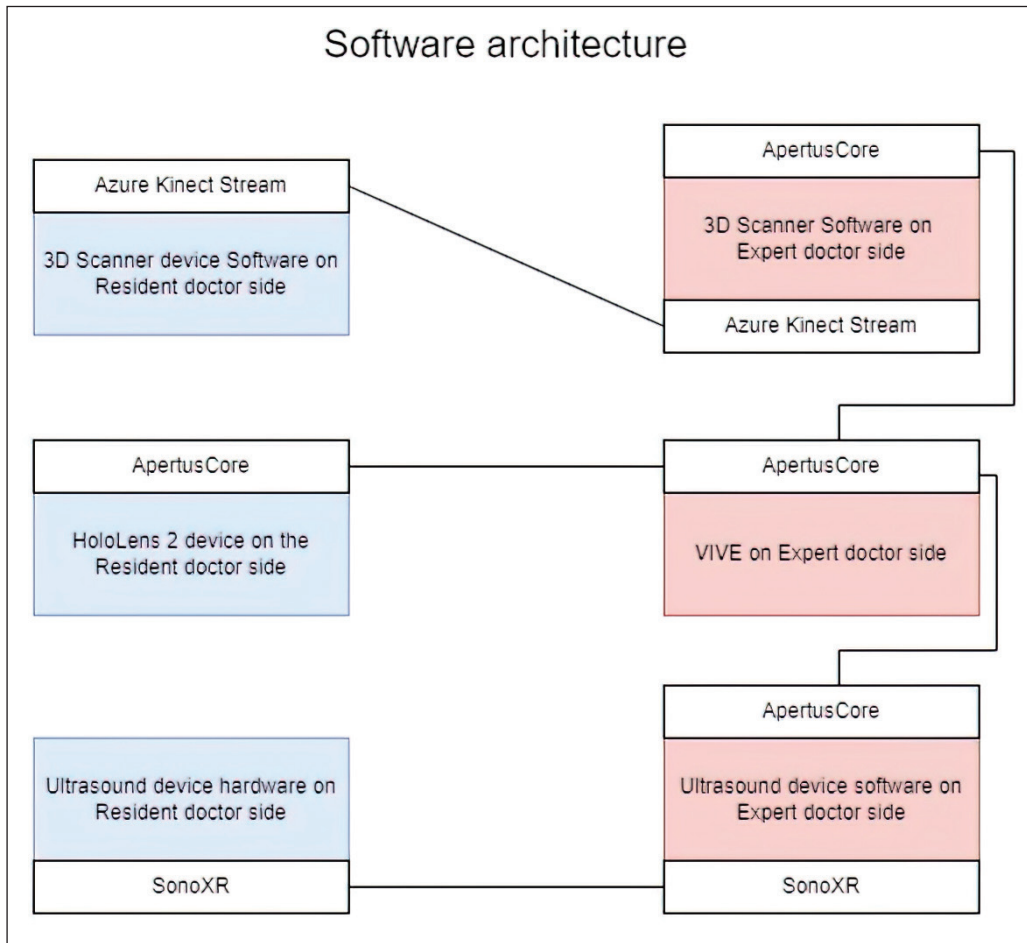 Software architecture
Azure Kinect Stream
3D Scanner device Software on
Resident doctor side
ApertusCore
3D Scanner Software on
Expert doctor side
Azure Kinect Stream
ApertusCore
HoloLens 2 device on the
Resident doctor side
ApertusCore
VIVE on Expert doctor side
Ultrasound device hardware on
Resident doctor side
SonoXR
ApertusCore
Ultrasound device software on
Expert doctor side
SonoXR